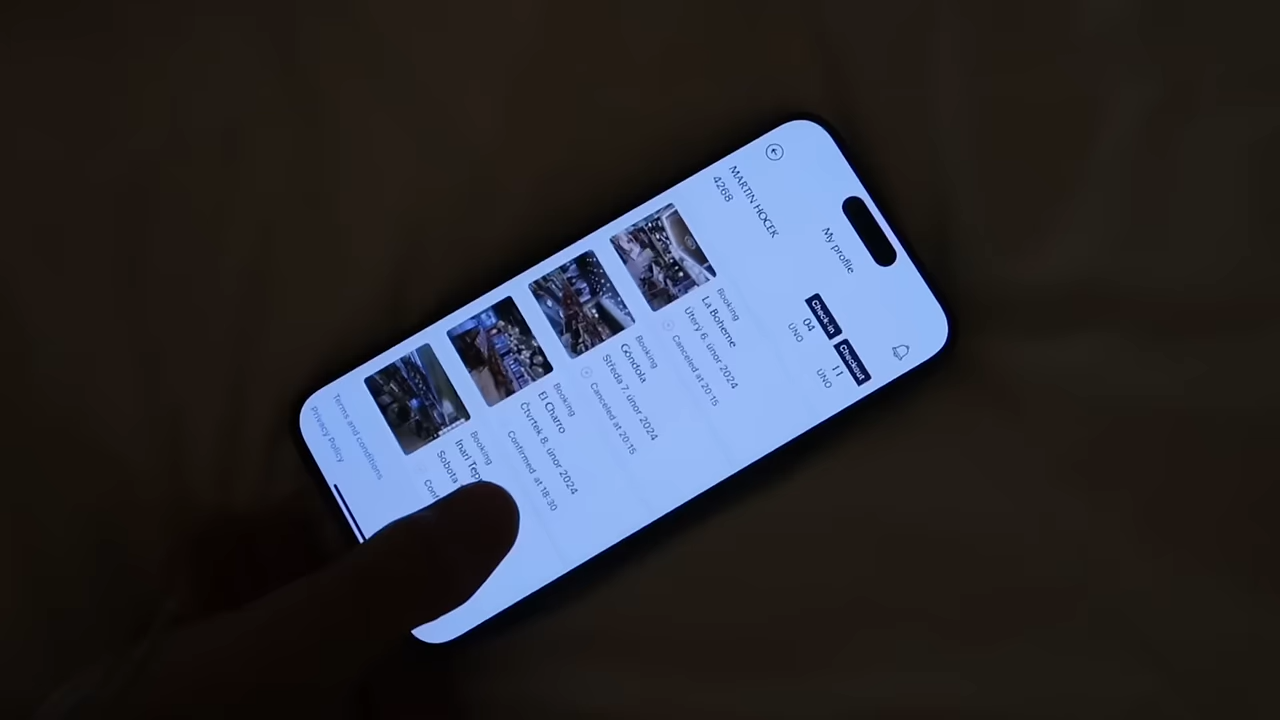 My profile
MARTIN HOCEK
4268
Check-in
04
ÚNO
Checkout
11
ÚNO
Booking
La Boheme
Úterý 6. únor 2024
Canceled at 20:15
Booking
Góndola
Středa 7. únor 2024
Canceled at 20:15
Booking
El Charro
Čtvrtek 8. únor 2024
Confirmed at 18:30
Booking
Inari
Sobota
Terms and conditions
Privacy Policy